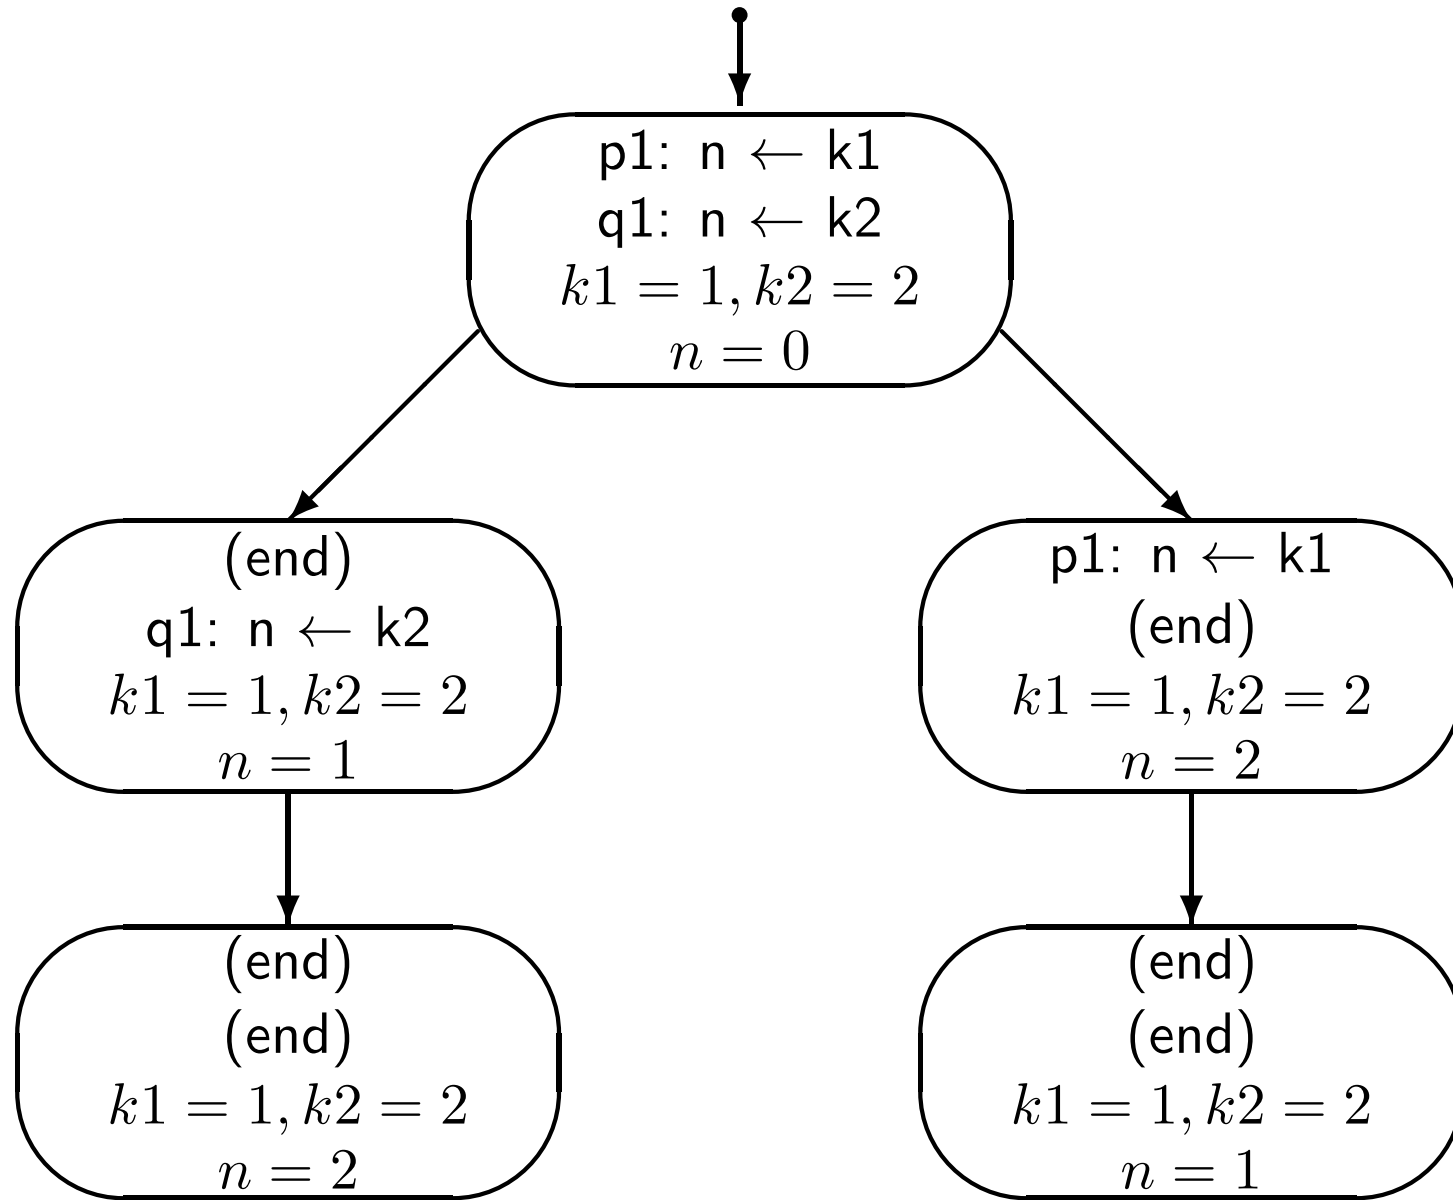 p1: n ← k1
q1: n ← k2
k1 = 1, k2 = 2
n = 0
(end)
q1: n ← k2
k1 = 1, k2 = 2
n = 1
p1: n ← k1
(end)
k1 = 1, k2 = 2
n = 2
(end)
(end)
k1 = 1, k2 = 2
n = 2
(end)
(end)
k1 = 1, k2 = 2
n = 1